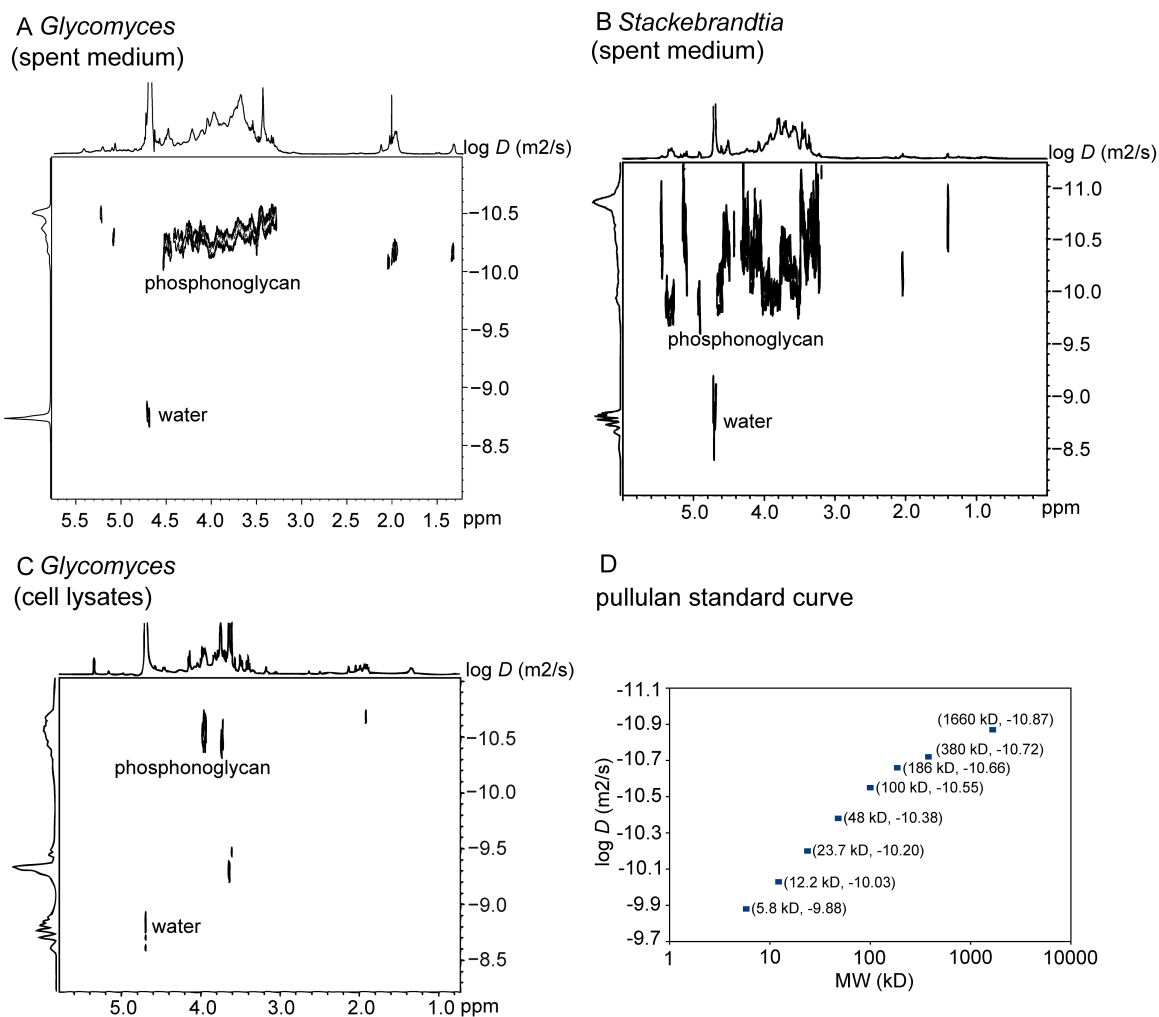 A Glycomyces
(spent medium)
log D (m2/s)
−10.5
−10.0
−9.5
−9.0
−8.5
phosphonoglycan
water
5.5 5.0 4.5 4.0 3.5 3.0 2.5 2.0 1.5 ppm
B Stackebrandtia
(spent medium)
log D (m2/s)
−11.0
−10.5
−10.0
−9.5
−9.0
−8.5
phosphonoglycan
water
5.0 4.0 3.0 2.0 1.0 ppm
C Glycomyces
(cell lysates)
log D (m2/s)
−10.5
−10.0
−9.5
−9.0
−8.5
phosphonoglycan
water
5.0 4.0 3.0 2.0 1.0 ppm
D
pullulan standard curve
log D (m2/s)
-11.1
-10.9
-10.7
-10.5
-10.3
-10.1
-9.9
-9.7
(1660 kD, -10.87)
(380 kD, -10.72)
(186 kD, -10.66)
(100 kD, -10.55)
(48 kD, -10.38)
(23.7 kD, -10.20)
(12.2 kD, -10.03)
(5.8 kD, -9.88)
1 10 100 1000 10000
MW (kD)